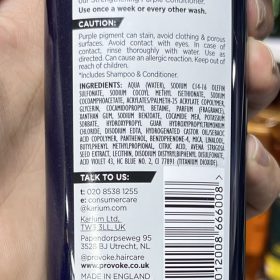 our Strengthening Purple Conditioner.
Use once a week or every other wash.
CAUTION:
Purple pigment can stain, avoid clothing & porous
surfaces. Avoid contact with eyes. In case of
contact, rinse thoroughly with water. Use as
directed. Can cause an allergic reaction. Keep out of
reach of children.
*Includes Shampoo & Conditioner.
INGREDIENTS: AQUA (WATER), SODIUM C14-16 OLEFIN
SULFONATE, SODIUM COCOYL METHYL ISETHIONATE, SODIUM
COCOAMPHOACETATE, ACRYLATES/PALMETH-25 ACRYLATE COPOLYMER,
GLYCERIN, COCAMIDOPROPYL BETAINE, PARFUM (FRAGRANCE),
XANTHAN GUM, SODIUM BENZOATE, COCAMIDE MEA, POTASSIUM
SORBATE, HYDROXYPROPYL GUAR HYDROXYPROPYLTRIMONIUM
CHLORIDE, DISODIUM EDTA, HYDROGENATED CASTOR OIL/SEBACIC
ACID COPOLYMER, PANTHENOL, BENZOPHENONE-4, MICA, LINALOOL,
BUTYLPHENYL METHYLPROPIONAL, CITRIC ACID, AVENA STRIGOSA
SEED EXTRACT, LECITHIN, DISODIUM DISTYRYLBIPHENYL DISULFONATE,
ACID VIOLET 43, HC BLUE NO. 2, CI 77891 (TITANIUM DIOXIDE).
TALK TO US:
t: 020 8538 1255
e: consumercare
@karium.com
Karium Ltd.
TW3 3LL, UK
Papendorpseweg 95
3528 BJ Utrecht, NL
@provoke.haircare
www.provoke.co
MADE IN ENGLAND
012008 666008